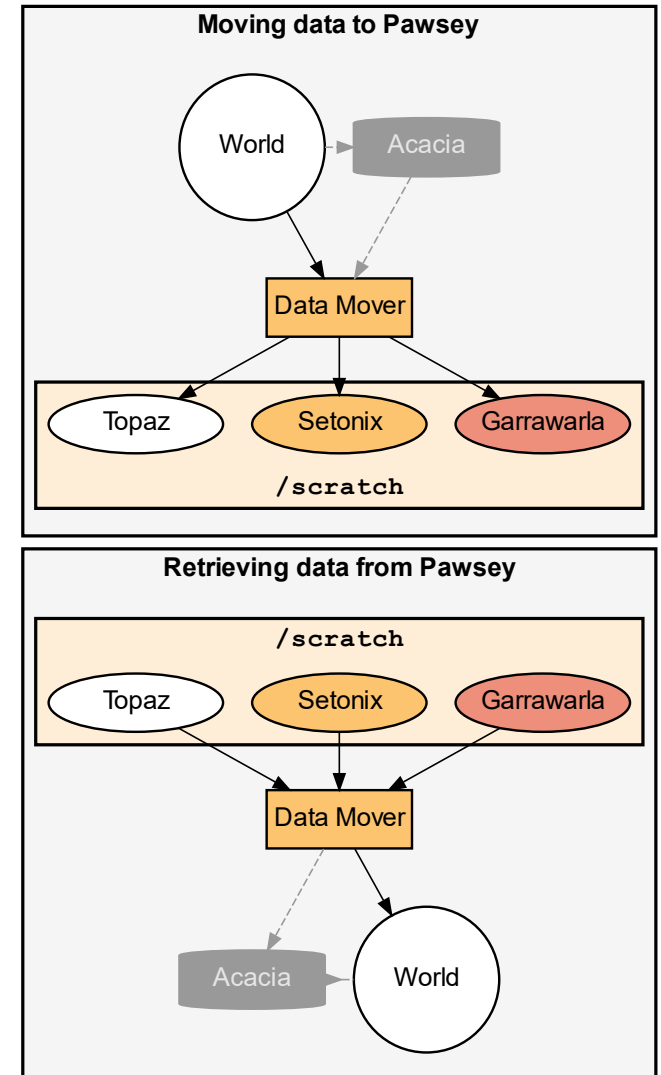 Moving data to Pawsey
World
Acacia
Data Mover
Topaz
Setonix
Garrawarla
/scratch
Retrieving data from Pawsey
/scratch
Topaz
Setonix
Garrawarla
Data Mover
Acacia
World